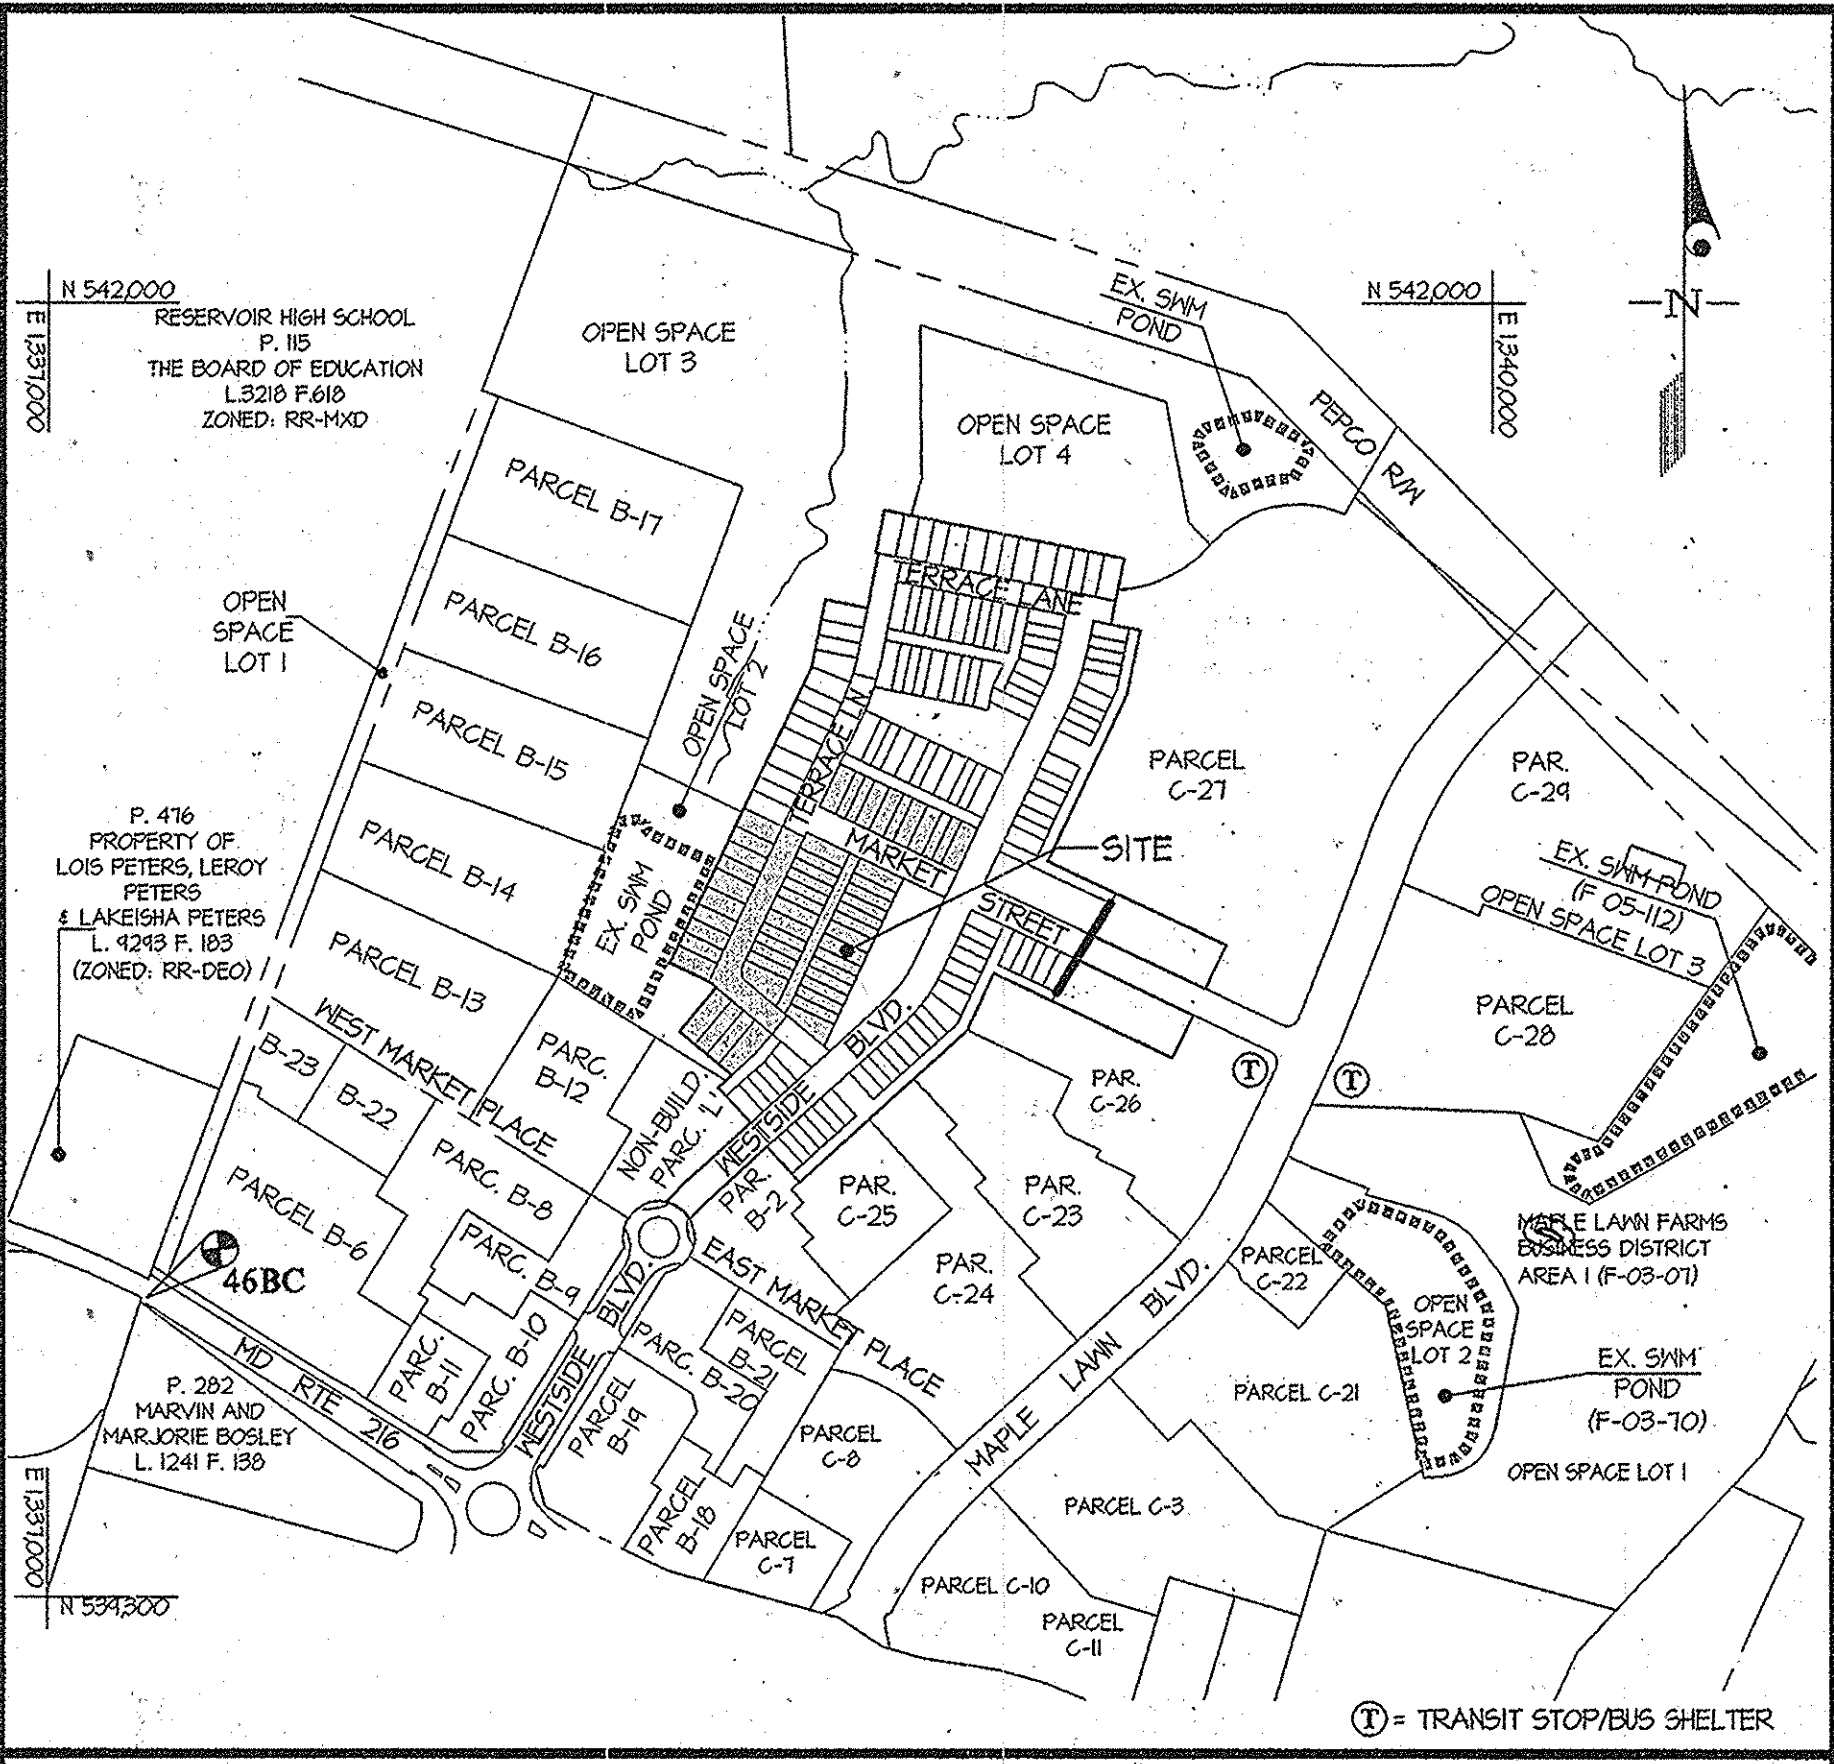 N 542,000
E 1337,000
RESERVOIR HIGH SCHOOL
P. 115
THE BOARD OF EDUCATION
L.3218 F.618
ZONED: RR-MXD
OPEN SPACE
LOT 3
EX. SWM
POND
N 542,000
E 1340,000
N
OPEN SPACE
LOT 4
PEPCO R/W
PARCEL B-17
PARCEL B-16
PARCEL B-15
PARCEL B-14
PARCEL B-13
OPEN
SPACE
LOT 1
OPEN SPACE
LOT 2
TERRACE LANE
TERRACE LN
MARKET
STREET
SITE
PARCEL
C-27
PAR.
C-29
EX. SWM POND
(F 05-112)
OPEN SPACE LOT 3
PARCEL
C-28
P. 476
PROPERTY OF
LOIS PETERS, LEROY
PETERS
& LAKEISHA PETERS
L. 9293 F. 183
(ZONED: RR-DEO)
EX. SWM
POND
WEST MARKET PLACE
B-23
B-22
PARC.
B-12
NON-BUILD.
PARC. 'L'
WESTSIDE
BLVD.
PAR.
B-2
PAR.
C-25
PAR.
C-26
PAR.
C-23
PAR.
C-24
T
T
PARCEL B-6
PARC. B-8
PARC. B-9
PARC. B-10
PARC.
B-11
46BC
MD RTE 216
WESTSIDE
BLVD.
EAST MARKET PLACE
PARCEL
B-21
PARC. B-20
PARCEL
B-19
PARCEL
B-18
PARCEL
C-8
PARCEL
C-7
MAPLE LAWN BLVD.
PARCEL
C-22
MAPLE LAWN FARMS
BUSINESS DISTRICT
AREA 1 (F-03-07)
OPEN
SPACE
LOT 2
EX. SWM
POND
(F-03-70)
PARCEL C-21
OPEN SPACE LOT 1
PARCEL C-3
PARCEL C-10
PARCEL
C-11
P. 282
MARVIN AND
MARJORIE BOSLEY
L. 1241 F. 138
E 1337,000
N 539,300
T = TRANSIT STOP/BUS SHELTER